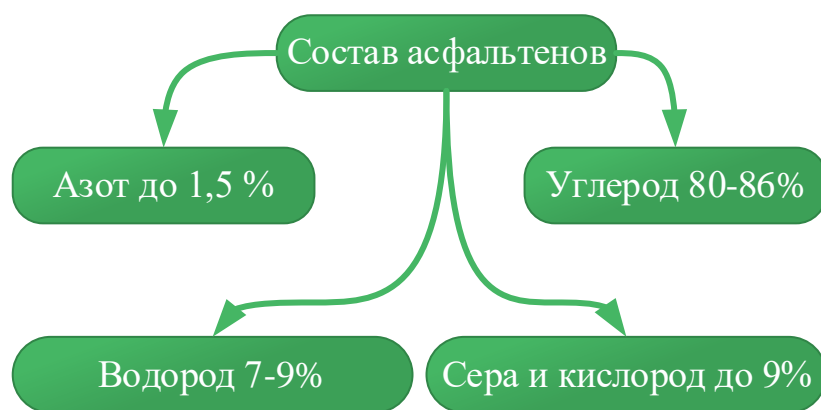 Состав асфальтенов
Азот до 1,5 %
Углерод 80-86%
Водород 7-9%
Сера и кислород до 9%